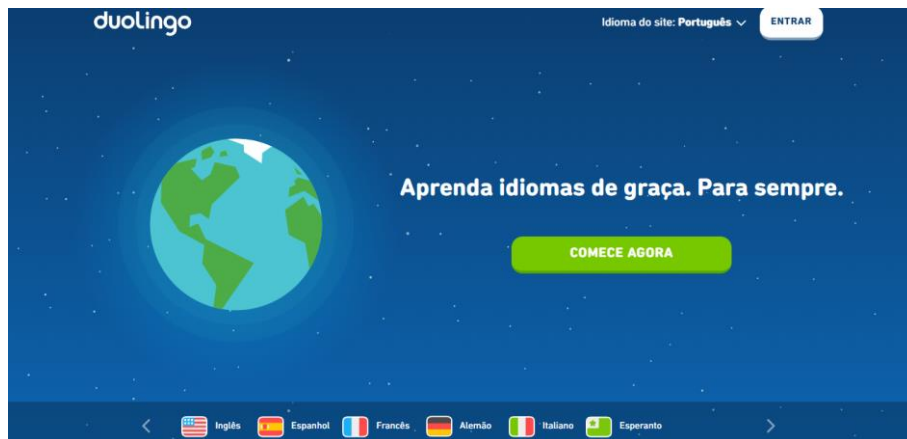 duolingo
Idioma do site: Português
ENTRAR
Aprenda idiomas de graça. Para sempre.
COMECE AGORA
Inglês Espanhol Francês Alemão Italiano Esperanto